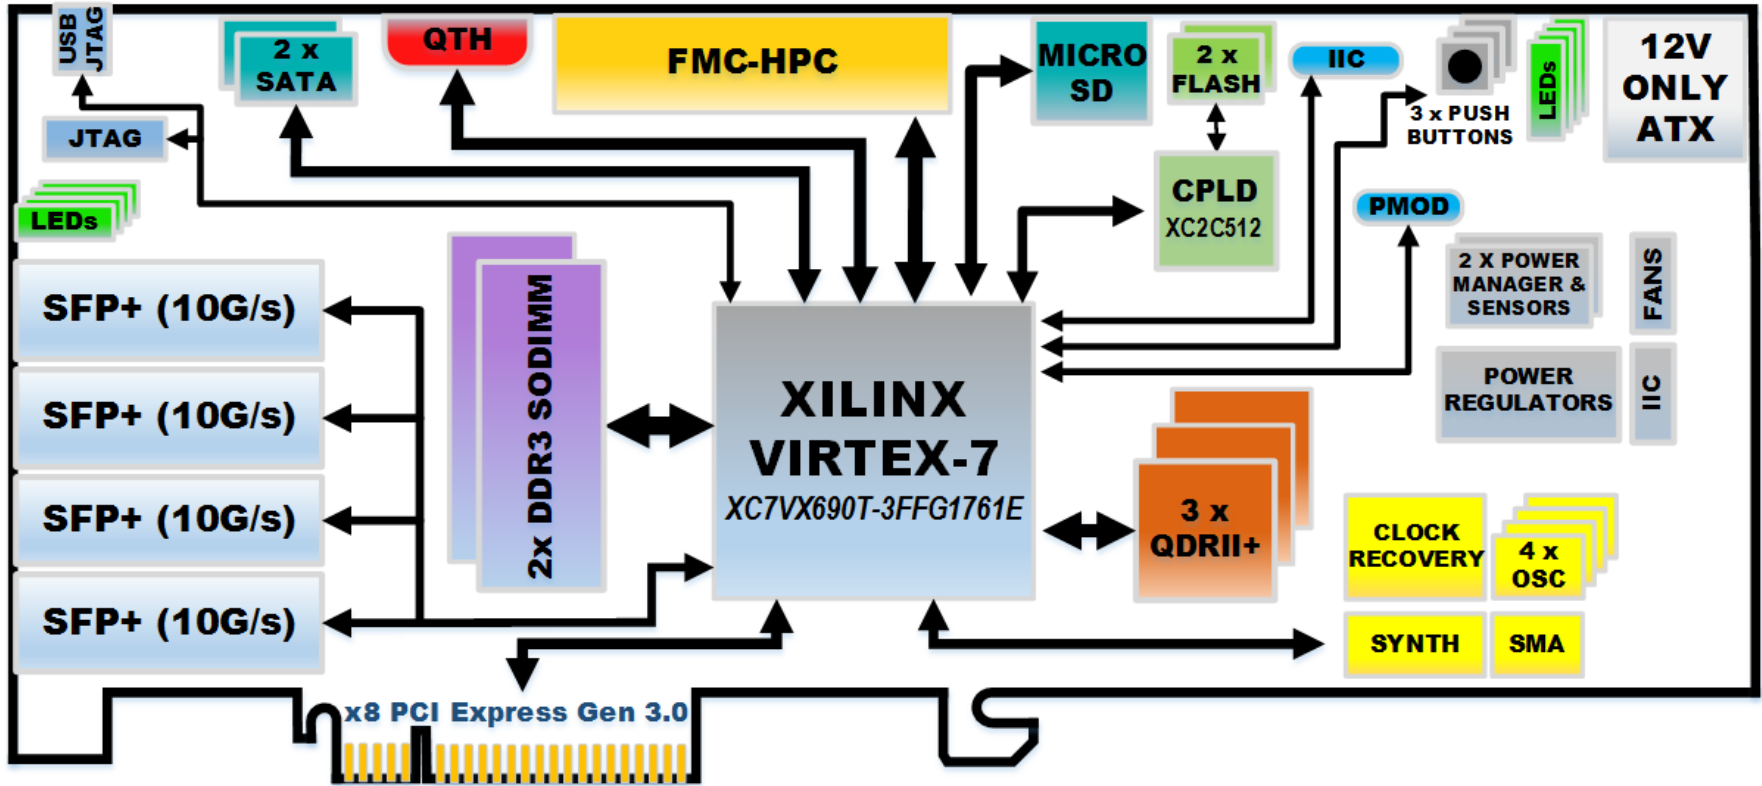 USB
JTAG
2 x
SATA
QTH
FMC-HPC
MICRO
SD
2 x
FLASH
IIC
3 x PUSH
BUTTONS
LEDs
12V
ONLY
ATX
JTAG
LEDs
CPLD
XC2C512
PMOD
2 X POWER
MANAGER &
SENSORS
FANS
POWER
REGULATORS
IIC
SFP+ (10G/s)
SFP+ (10G/s)
SFP+ (10G/s)
SFP+ (10G/s)
2x DDR3 SODIMM
XILINX
VIRTEX-7
XC7VX690T-3FFG1761E
3 x
QDRII+
CLOCK
RECOVERY
4 x
OSC
SYNTH
SMA
x8 PCI Express Gen 3.0